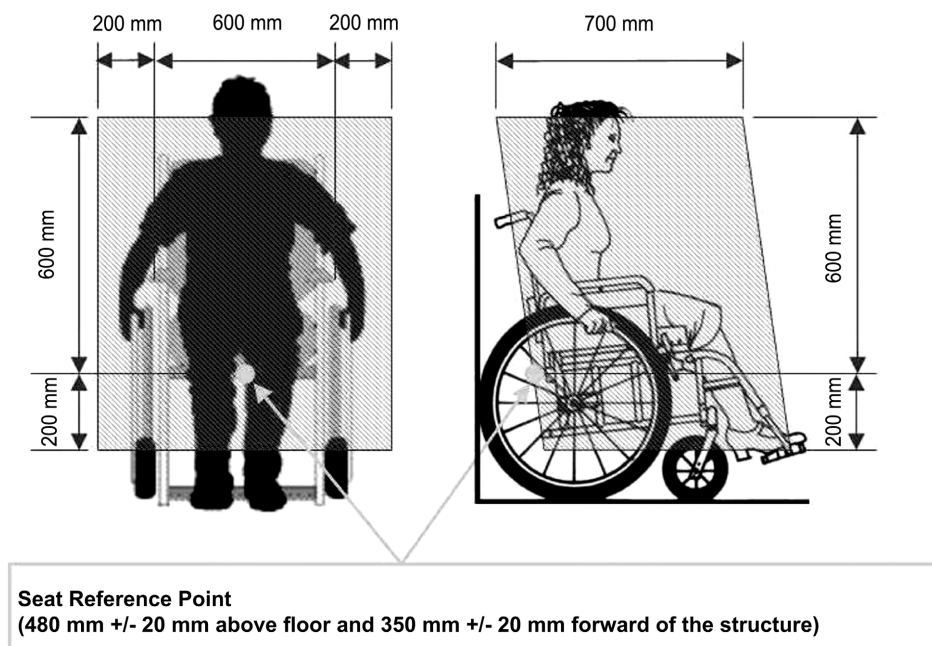 200 mm 600 mm 200 mm 700 mm
600 mm
600 mm
200 mm
200 mm
Seat Reference Point
(480 mm +/- 20 mm above floor and 350 mm +/- 20 mm forward of the structure)